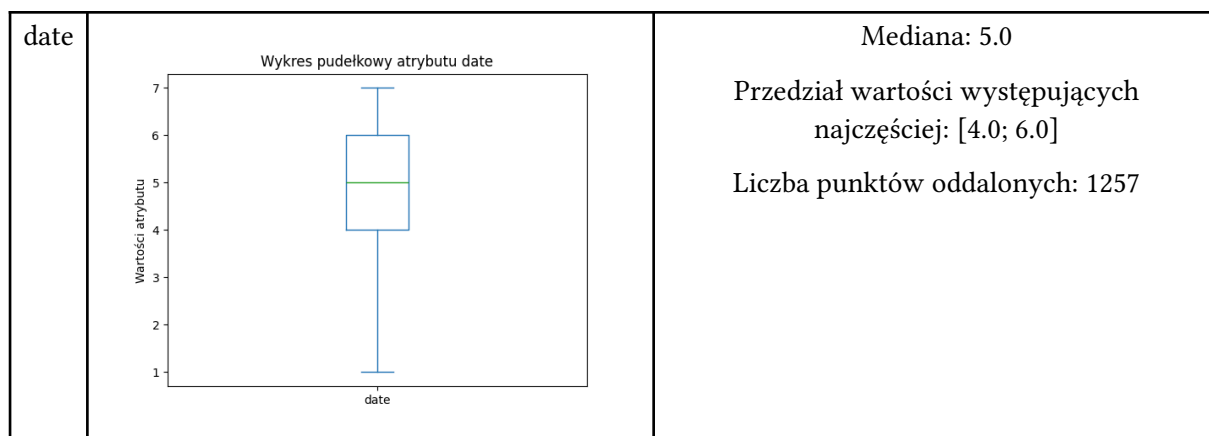 date
Wykres pudełkowy atrybutu date
Wartości atrybutu
7
6
5
4
3
2
1
date
Mediana: 5.0
Przedział wartości występujących
najczęściej: [4.0; 6.0]
Liczba punktów oddalonych: 1257